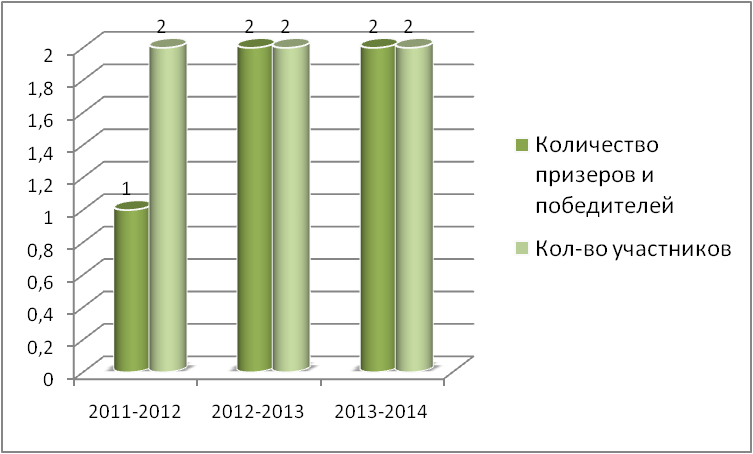 2 2 2 2 2
2
1,8
1,6
1,4
1,2
1
0,8
0,6
0,4
0,2
0
1
2011-2012 2012-2013 2013-2014
Количество
призеров и
победителей
Кол-во участников